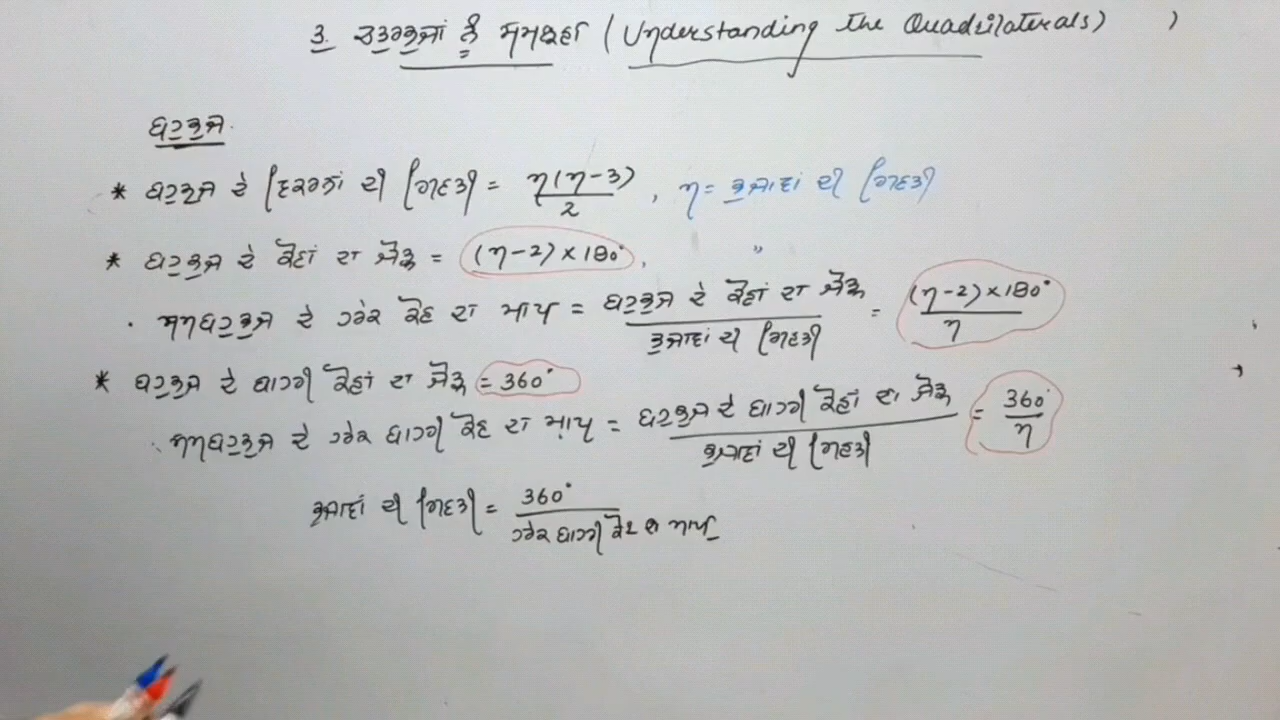 3. ਚਤੁਰਭੁਜਾਂ ਨੂੰ ਸਮਝਣਾ (Understanding the Quadrilaterals)
ਬਹੁਭੁਜ.
* ਬਹੁਭੁਜ ਦੇ ਵਿਕਰਨਾਂ ਦੀ ਗਿਣਤੀ = n(n-3)/2 , n = ਭੁਜਾਵਾਂ ਦੀ ਗਿਣਤੀ
* ਬਹੁਭੁਜ ਦੇ ਕੋਣਾਂ ਦਾ ਜੋੜ = (n-2)×180°, "
. ਸਮਬਹੁਭੁਜ ਦੇ ਹਰੇਕ ਕੋਣ ਦਾ ਮਾਪ = ਬਹੁਭੁਜ ਦੇ ਕੋਣਾਂ ਦਾ ਜੋੜ / ਭੁਜਾਵਾਂ ਦੀ ਗਿਣਤੀ = (n-2)×180° / n
* ਬਹੁਭੁਜ ਦੇ ਬਾਹਰੀ ਕੋਣਾਂ ਦਾ ਜੋੜ = 360°
. ਸਮਬਹੁਭੁਜ ਦੇ ਹਰੇਕ ਬਾਹਰੀ ਕੋਣ ਦਾ ਮਾਪ = ਬਹੁਭੁਜ ਦੇ ਬਾਹਰੀ ਕੋਣਾਂ ਦਾ ਜੋੜ / ਭੁਜਾਵਾਂ ਦੀ ਗਿਣਤੀ = 360° / n
ਭੁਜਾਵਾਂ ਦੀ ਗਿਣਤੀ = 360° / ਹਰੇਕ ਬਾਹਰੀ ਕੋਣ ਦਾ ਮਾਪ